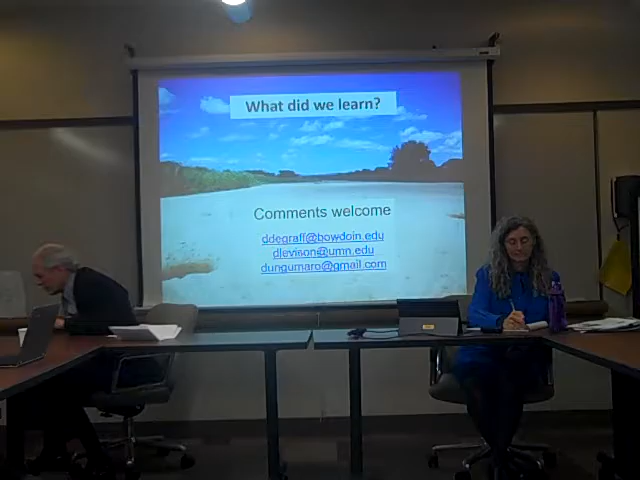 What did we learn?
Comments welcome
ddegraff@bowdoin.edu
dlevison@umn.edu
dungumaro@gmail.com